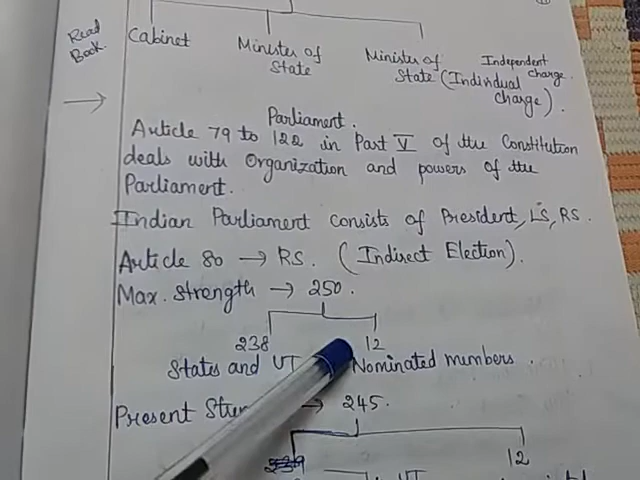 Read
Book.
Cabinet
Minister of
State
Minister of
State (Individual
charge).
Independent
charge.
Parliament.
Article 79 to 122 in Part V of the Constitution
deals with Organization and powers of the
Parliament.
Indian Parliament consists of President, LS, RS.
Article 80 → RS. (Indirect Election).
Max. Strength → 250.
238
12
States and UT
Nominated members.
Present → 245.
12
UT